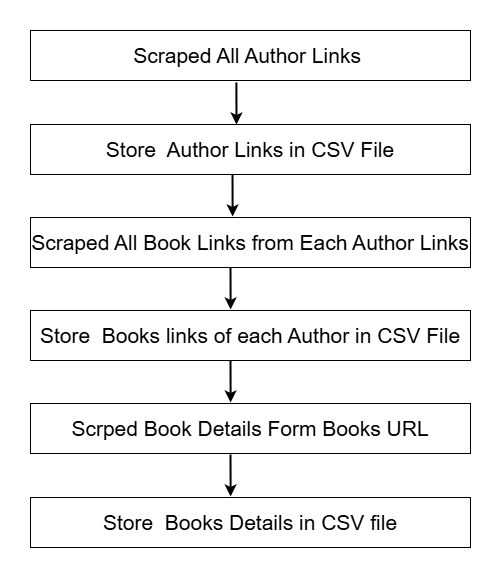 Scraped All Author Links
Store  Author Links in CSV File
Scraped All Book Links from Each Author Links
Store  Books links of each Author in CSV File
Scrped Book Details Form Books URL
Store  Books Details in CSV file